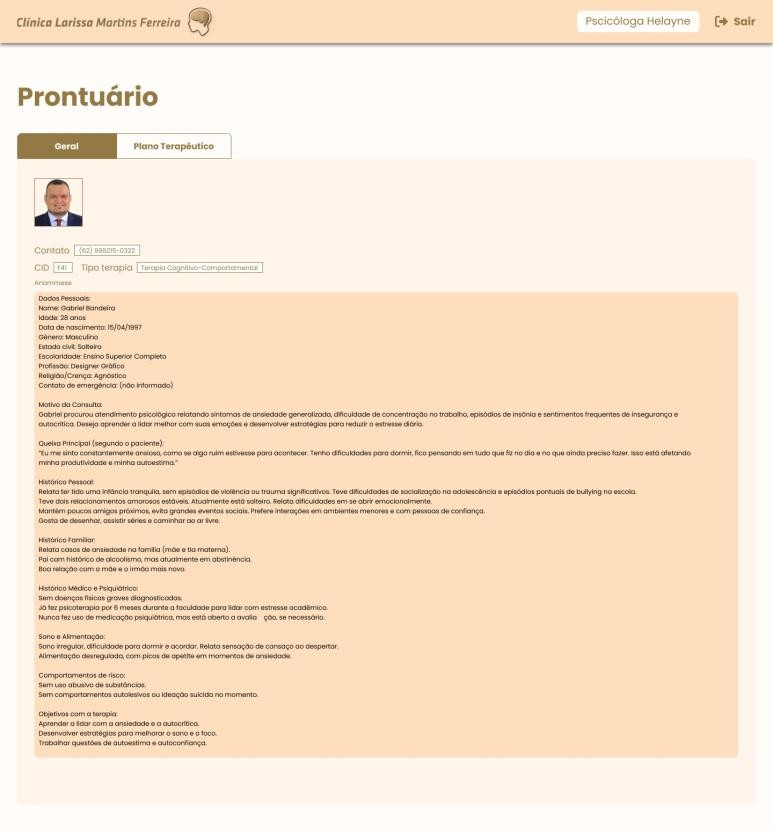 Clínica Larissa Martins Ferreira
Pscicóloga Helayne
Sair
Prontuário
Geral
Plano Terapêutico
Contato (62) 998215-0322
CID F41 Tipo terapia Terapia Cognitivo-Comportamental
Anammese
Dados Pessoais:
Nome: Gabriel Bandeira
Idade: 28 anos
Data de nascimento: 15/04/1997
Gênero: Masculino
Estado civil: Solteiro
Escolaridade: Ensino Superior Completo
Profissão: Designer Gráfico
Religião/Crença: Agnóstico
Contato de emergência: (não informado)
Motivo da Consulta:
Gabriel procurou atendimento psicológico relatando sintomas de ansiedade generalizada, dificuldade de concentração no trabalho, episódios de insônia e sentimentos frequentes de insegurança e
autocrítica. Deseja aprender a lidar melhor com suas emoções e desenvolver estratégias para reduzir o estresse diário.
Queixa Principal (segundo o paciente):
"Eu me sinto constantemente ansioso, como se algo ruim estivesse para acontecer. Tenho dificuldades para dormir, fico pensando em tudo que fiz no dia e no que ainda preciso fazer. Isso está afetando
minha produtividade e minha autoestima."
Histórico Pessoal:
Relata ter tido uma infância tranquila, sem episódios de violência ou trauma significativos. Teve dificuldades de socialização na adolescência e episódios pontuais de bullying na escola.
Teve dois relacionamentos amorosos estáveis. Atualmente está solteiro. Relata dificuldades em se abrir emocionalmente.
Mantém poucos amigos próximos, evita grandes eventos sociais. Prefere interações em ambientes menores e com pessoas de confiança.
Gosta de desenhar, assistir séries e caminhar ao ar livre.
Histórico Familiar:
Relata casos de ansiedade na família (mãe e tia materna).
Pai com histórico de alcoolismo, mas atualmente em abstinência.
Boa relação com a mãe e o irmão mais novo.
Histórico Médico e Psiquiátrico:
Sem doenças físicas graves diagnosticadas.
Já fez psicoterapia por 6 meses durante a faculdade para lidar com estresse acadêmico.
Nunca fez uso de medicação psiquiátrica, mas está aberto a avalia ção, se necessário.
Sono e Alimentação:
Sono irregular, dificuldade para dormir e acordar. Relata sensação de cansaço ao despertar.
Alimentação desregulada, com picos de apetite em momentos de ansiedade.
Comportamentos de risco:
Sem uso abusivo de substâncias.
Sem comportamentos autolesivos ou ideação suicida no momento.
Objetivos com a terapia:
Aprender a lidar com a ansiedade e a autocrítica.
Desenvolver estratégias para melhorar o sono e o foco.
Trabalhar questões de autoestima e autoconfiança.